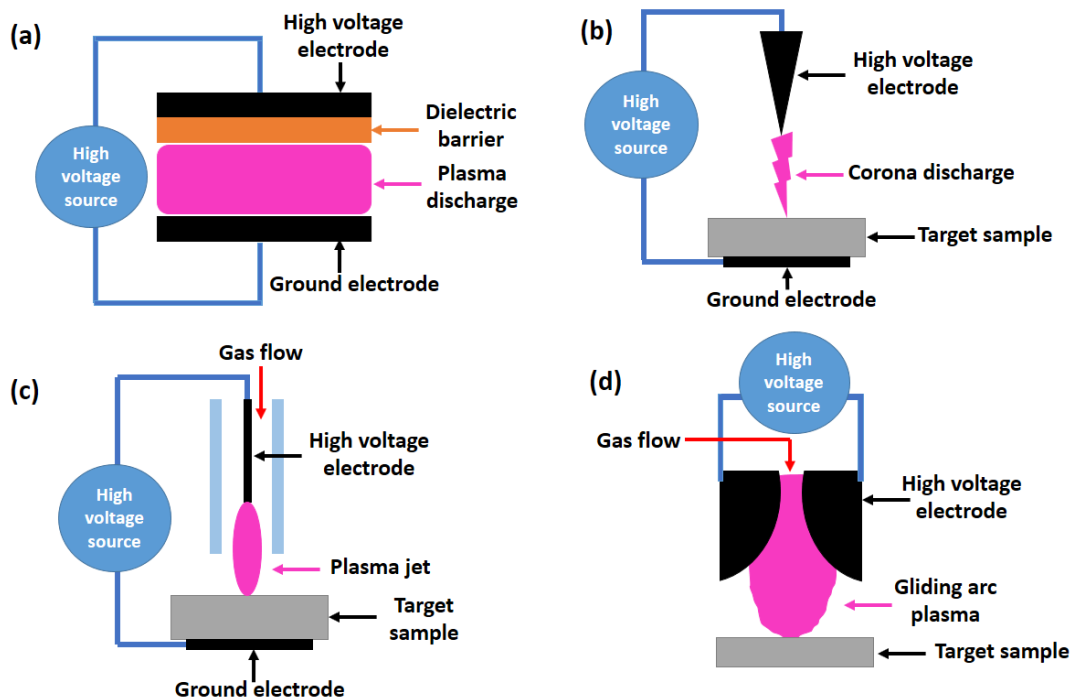 (a)
High voltage
electrode
High
voltage
source
Dielectric
barrier
Plasma
discharge
Ground electrode
(b)
High
voltage
source
High voltage
electrode
Corona discharge
Target sample
Ground electrode
(c)
Gas flow
High voltage
electrode
High
voltage
source
Plasma jet
Target
sample
Ground electrode
(d)
High
voltage
source
Gas flow
High voltage
electrode
Gliding arc
plasma
Target sample